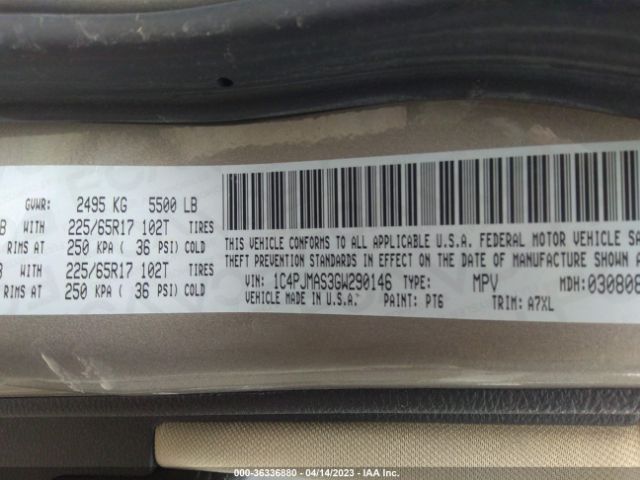 GVWR: 2495 KG 5500 LB
B WITH 225/65R17 102T TIRES
RIMS AT 250 KPA ( 36 PSI) COLD
B WITH 225/65R17 102T TIRES
RIMS AT 250 KPA ( 36 PSI) COLD
THIS VEHICLE CONFORMS TO ALL APPLICABLE U.S.A. FEDERAL MOTOR VEHICLE SA
THEFT PREVENTION STANDARDS IN EFFECT ON THE DATE OF MANUFACTURE SHOWN A
VIN: 1C4PJMAS3GW290146 TYPE: MPV MDH: 030808
VEHICLE MADE IN U.S.A. PAINT: PT6 TRIM: A7XL
000-36336880 / 04/14/2023 / IAA Inc.